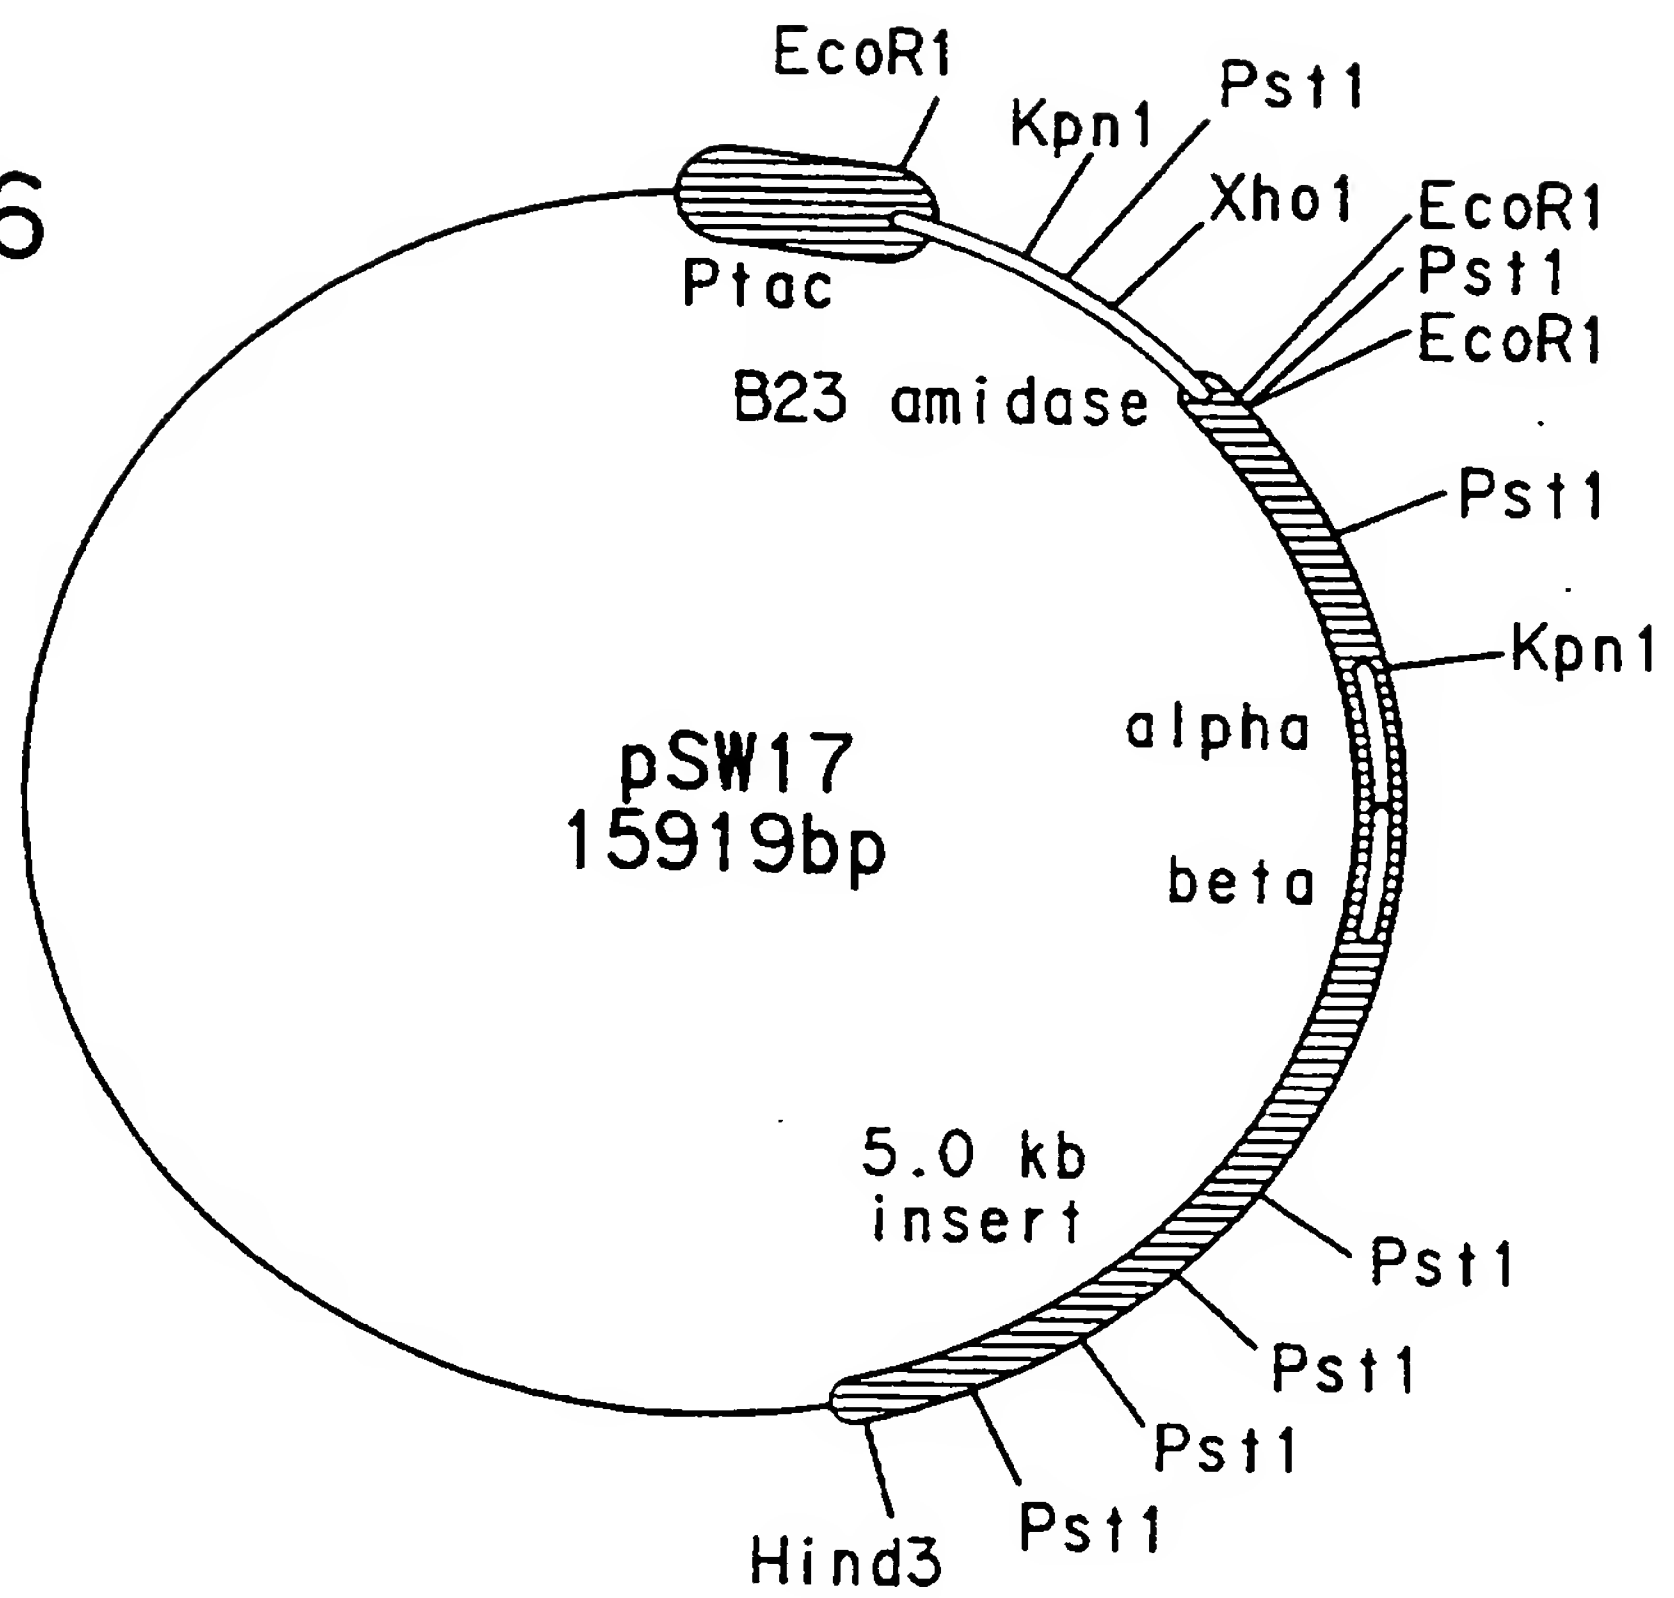 6
EcoR1
Kpn1
Pst1
Xho1
EcoR1
Pst1
EcoR1
Ptac
B23 amidase
Pst1
Kpn1
alpha
pSW17
15919bp
beta
5.0 kb
insert
Pst1
Pst1
Pst1
Pst1
Hind3